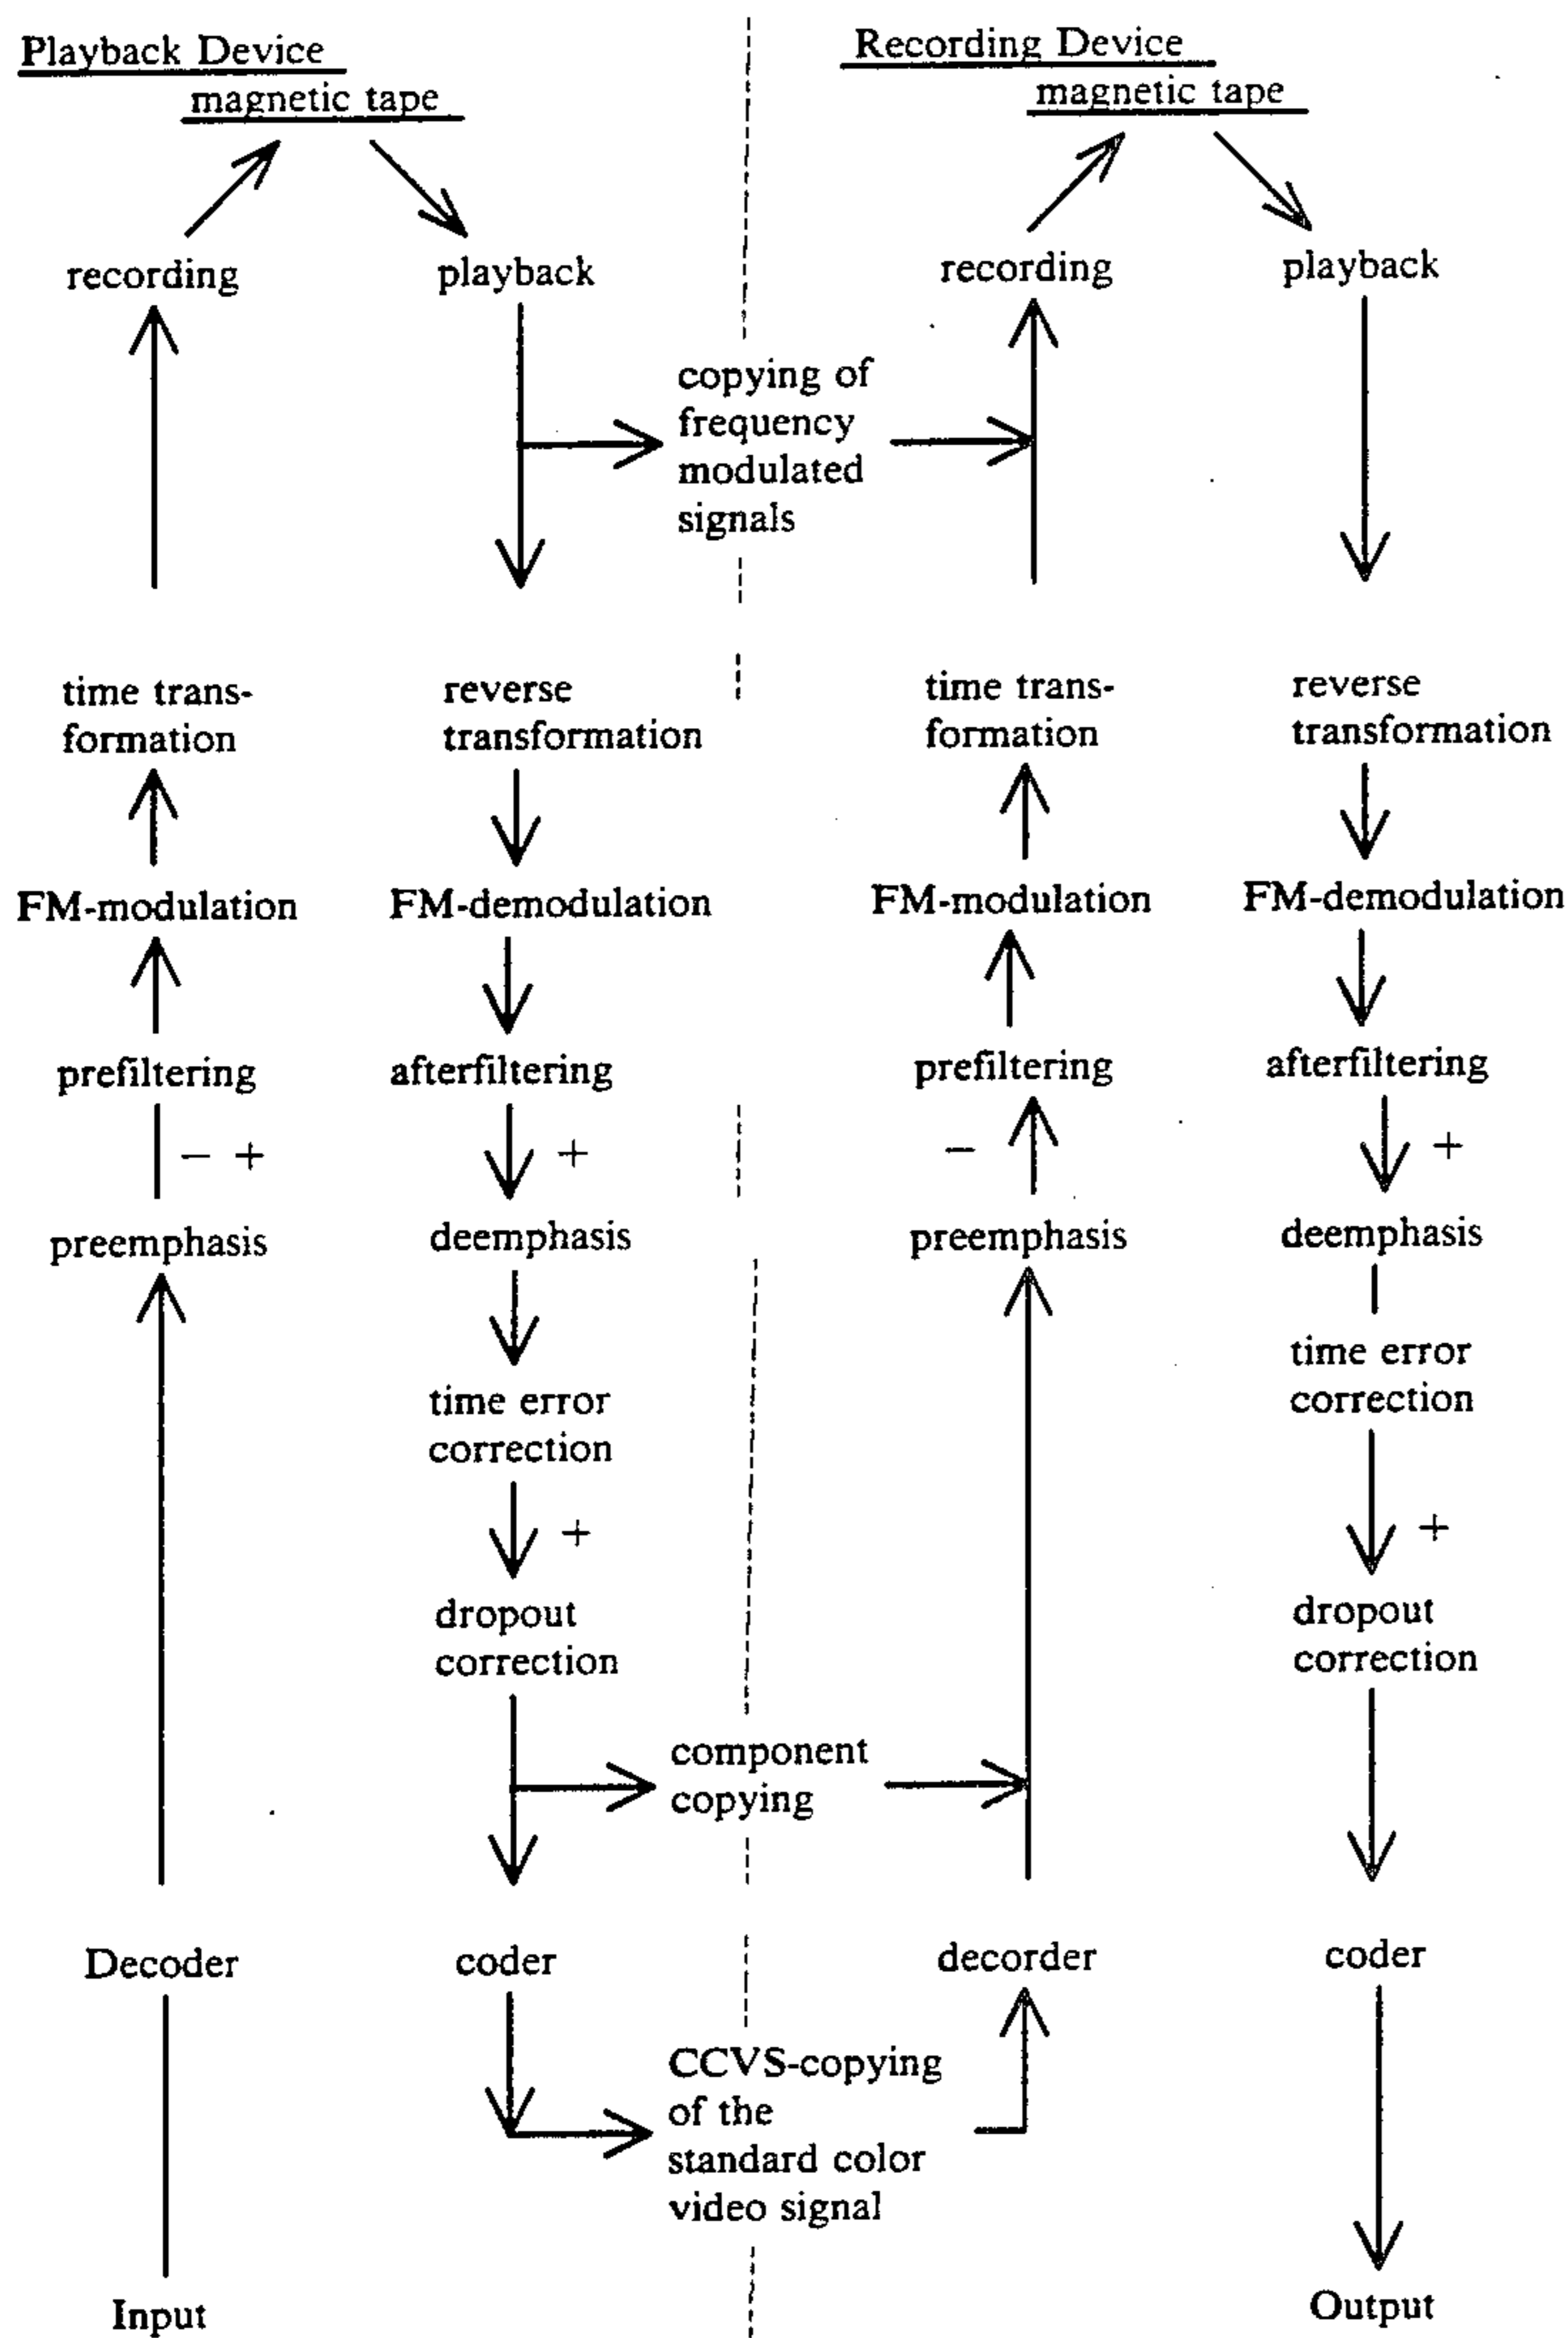 Playback Device
Recording Device
magnetic tape
magnetic tape
recording
playback
recording
playback
copying of
frequency
modulated
signals
time trans-
formation
reverse
transformation
time trans-
formation
reverse
transformation
FM-modulation
FM-demodulation
FM-modulation
FM-demodulation
prefiltering
afterfiltering
prefiltering
afterfiltering
- +
+
-
+
preemphasis
deemphasis
preemphasis
deemphasis
time error
correction
time error
correction
+
+
dropout
correction
dropout
correction
component
copying
Decoder
coder
decorder
coder
CCVS-copying
of the
standard color
video signal
Input
Output